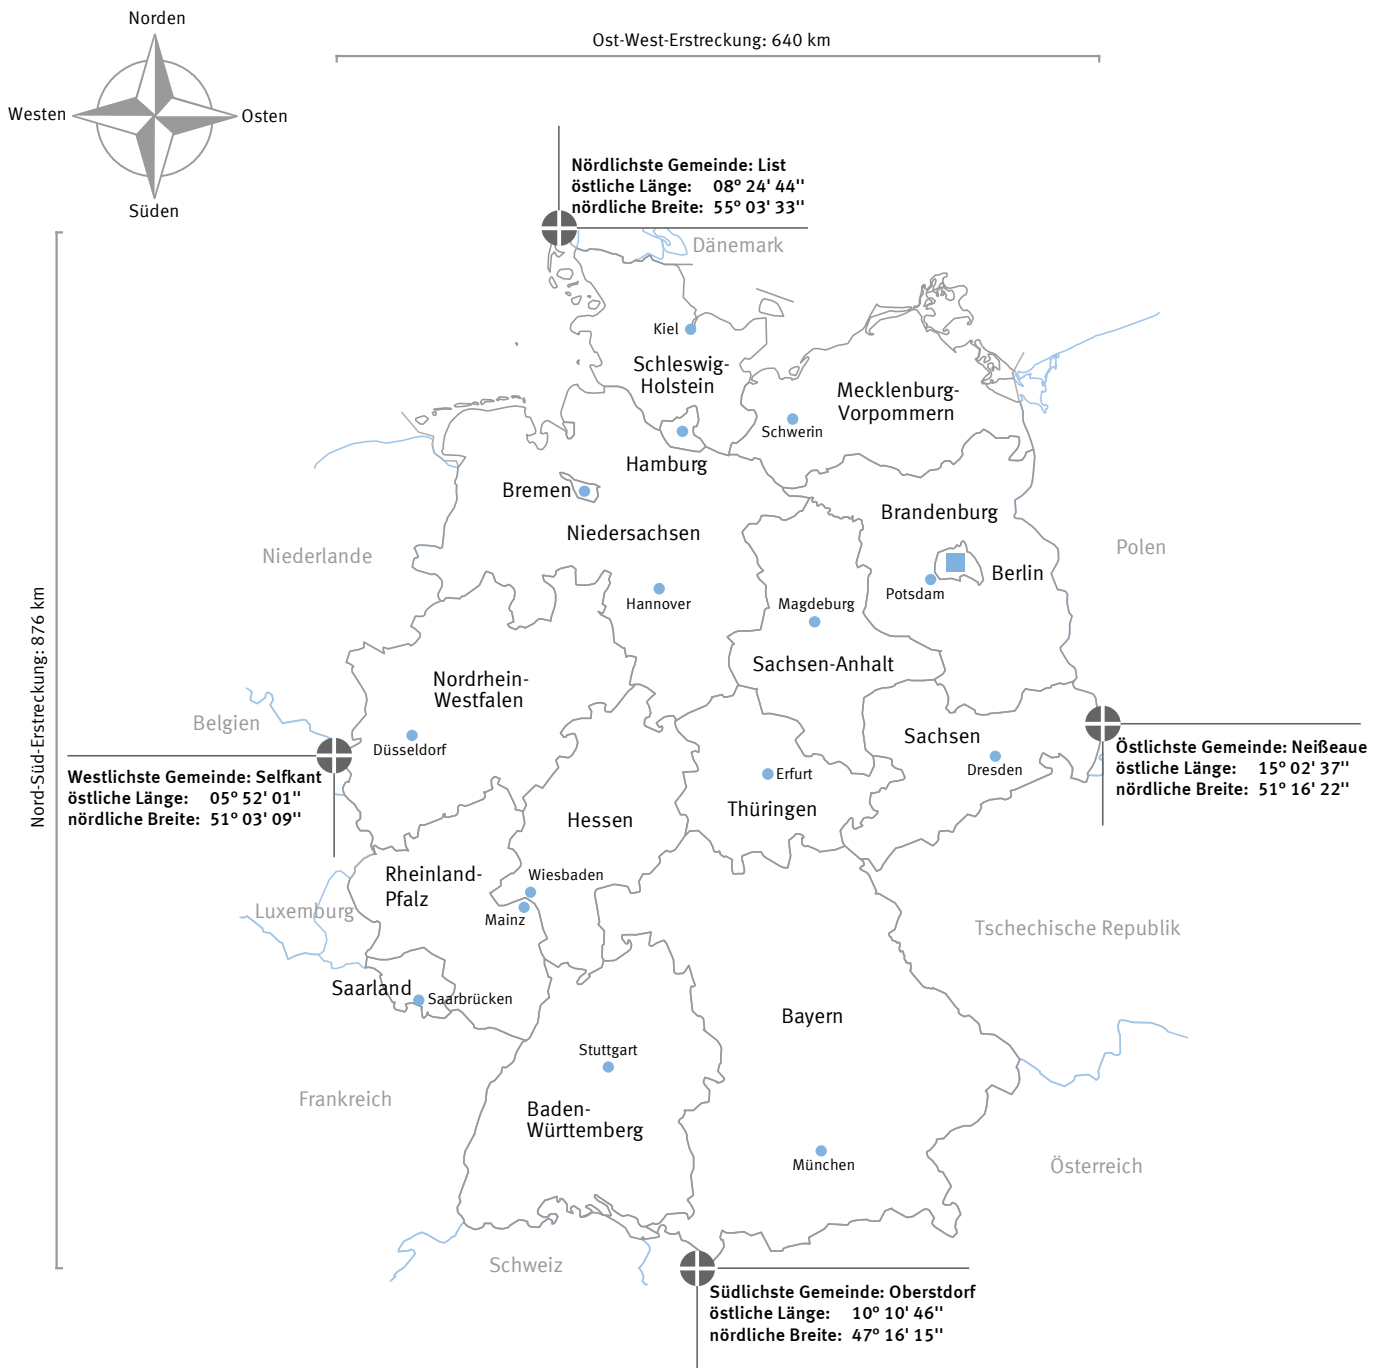 Norden
Ost-West-Erstreckung: 640 km
Westen
Osten
Süden
Nördlichste Gemeinde: List
östliche Länge: 08° 24' 44''
nördliche Breite: 55° 03' 33''
Dänemark
Kiel
Schleswig-
Holstein
Mecklenburg-
Vorpommern
Schwerin
Hamburg
Bremen
Brandenburg
Niedersachsen
Niederlande
Polen
Berlin
Potsdam
Hannover
Magdeburg
Nord-Süd-Erstreckung: 876 km
Sachsen-Anhalt
Nordrhein-
Westfalen
Belgien
Düsseldorf
Sachsen
Dresden
Östlichste Gemeinde: Neißeaue
östliche Länge: 15° 02' 37''
nördliche Breite: 51° 16' 22''
Westlichste Gemeinde: Selfkant
östliche Länge: 05° 52' 01''
nördliche Breite: 51° 03' 09''
Erfurt
Thüringen
Hessen
Rheinland-
Pfalz
Wiesbaden
Mainz
Luxemburg
Tschechische Republik
Saarland
Saarbrücken
Bayern
Stuttgart
Frankreich
Baden-
Württemberg
München
Österreich
Schweiz
Südlichste Gemeinde: Oberstdorf
östliche Länge: 10° 10' 46''
nördliche Breite: 47° 16' 15''